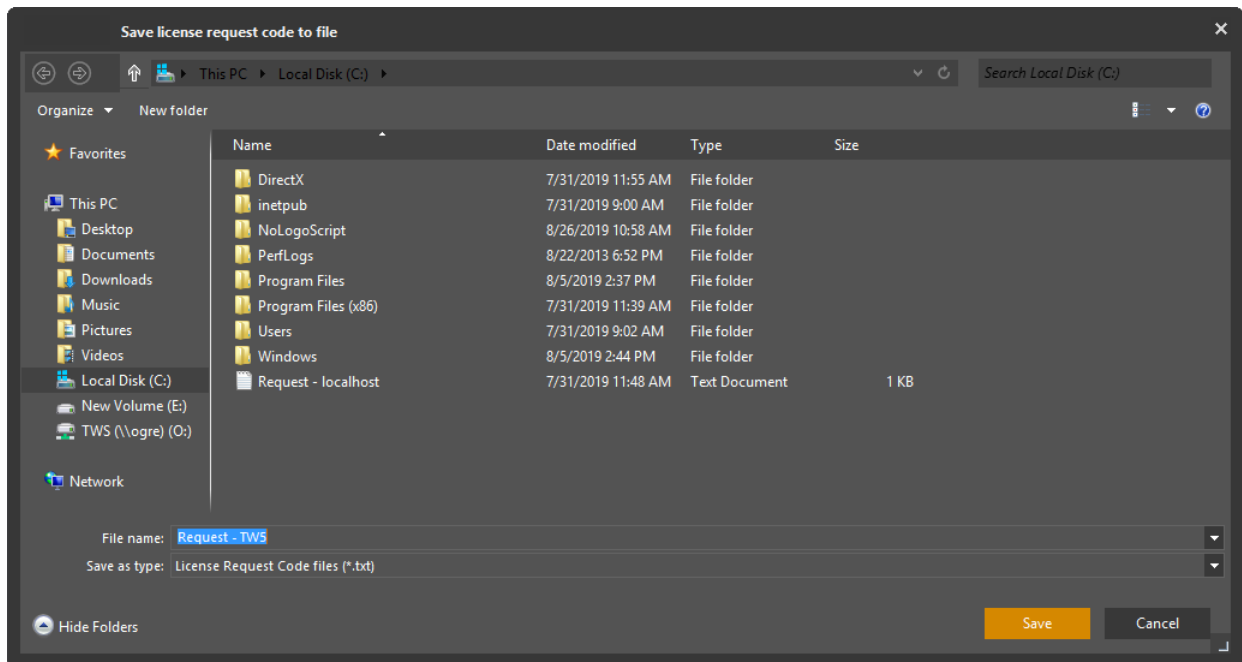 Save license request code to file
This PC Local Disk (C:) Search Local Disk (C:)
Organize New folder
Name Date modified Type Size
Favorites
This PC
Desktop
Documents
Downloads
Music
Pictures
Videos
Local Disk (C:)
New Volume (E:)
TWS (\\ogre) (O:)
Network
DirectX 7/31/2019 11:55 AM File folder
inetpub 7/31/2019 9:00 AM File folder
NoLogoScript 8/26/2019 10:58 AM File folder
PerfLogs 8/22/2013 6:52 PM File folder
Program Files 8/5/2019 2:37 PM File folder
Program Files (x86) 7/31/2019 11:39 AM File folder
Users 7/31/2019 9:02 AM File folder
Windows 8/5/2019 2:44 PM File folder
Request - localhost 7/31/2019 11:48 AM Text Document 1 KB
File name: Request - TW5
Save as type: License Request Code files (*.txt)
Hide Folders Save Cancel